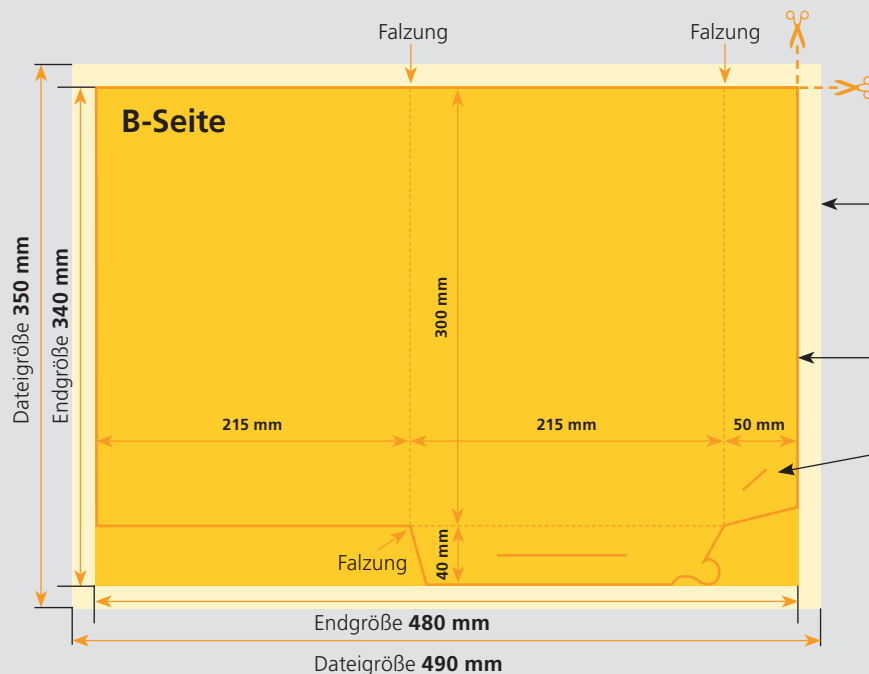 Falzung
Falzung
B-Seite
Dateigröße 350 mm
Endgröße 340 mm
300 mm
215 mm
215 mm
50 mm
Falzung
40 mm
Endgröße 480 mm
Dateigröße 490 mm